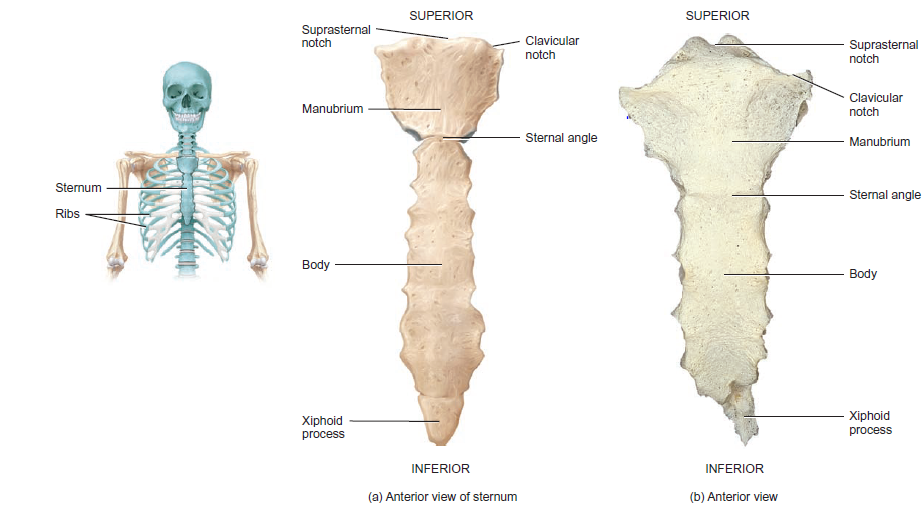 SUPERIOR
Suprasternal
notch
Clavicular
notch
Manubrium
Sternal angle
Sternum
Ribs
Body
Xiphoid
process
INFERIOR
(a) Anterior view of sternum
SUPERIOR
Suprasternal
notch
Clavicular
notch
Manubrium
Sternal angle
Body
Xiphoid
process
INFERIOR
(b) Anterior view